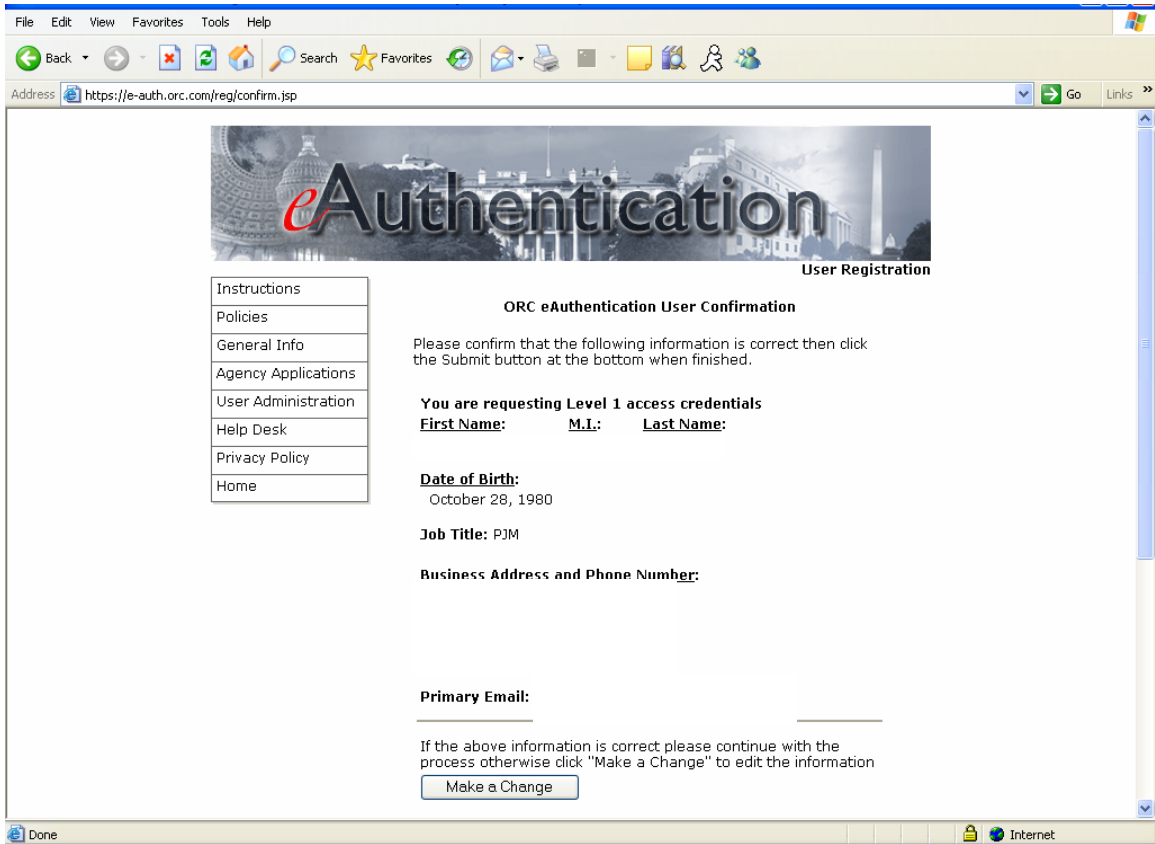 File Edit View Favorites Tools Help
Back Search Favorites
Address https://e-auth.orc.com/reg/confirm.jsp Go Links »
eAuthentication
User Registration
Instructions
Policies
General Info
Agency Applications
User Administration
Help Desk
Privacy Policy
Home
ORC eAuthentication User Confirmation
Please confirm that the following information is correct then click
the Submit button at the bottom when finished.
You are requesting Level 1 access credentials
First Name: M.I.: Last Name:
Date of Birth:
October 28, 1980
Job Title: PJM
Business Address and Phone Number:
Primary Email:
If the above information is correct please continue with the
process otherwise click "Make a Change" to edit the information
Make a Change
Done Internet